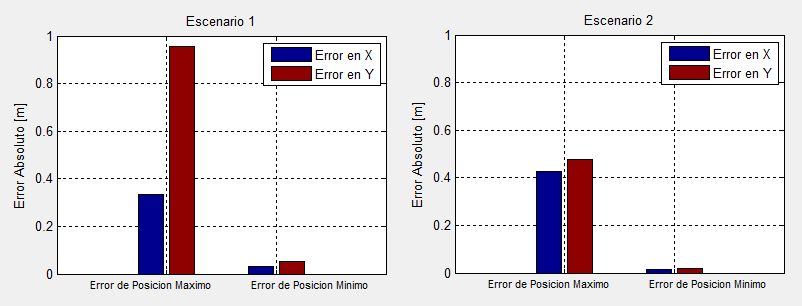 Escenario 1
Error Absoluto [m]
1
0.8
0.6
0.4
0.2
0
Error en X
Error en Y
Error de Posicion Maximo
Error de Posicion Minimo
Escenario 2
Error Absoluto [m]
1
0.8
0.6
0.4
0.2
0
Error en X
Error en Y
Error de Posicion Maximo
Error de Posicion Minimo